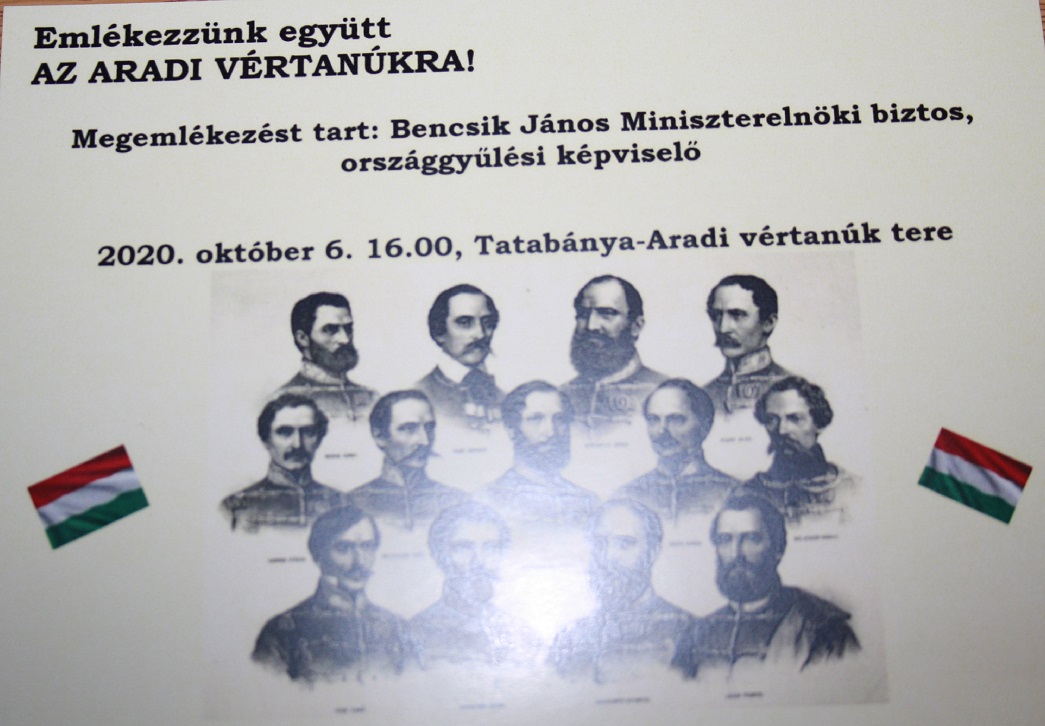 Emlékezzünk együtt
AZ ARADI VÉRTANÚKRA!
Megemlékezést tart: Bencsik János Miniszterelnöki biztos,
országgyűlési képviselő
2020. október 6. 16.00, Tatabánya-Aradi vértanúk tere